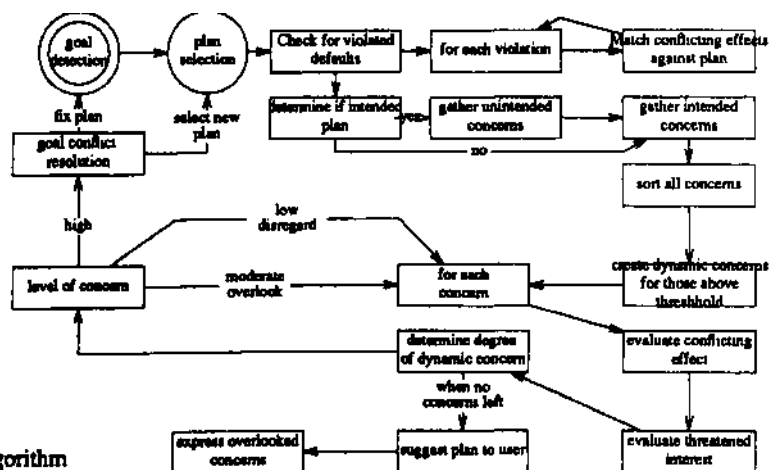 goal
detection
plan
selection
Check for violated
defaults
for each violation
Match conflicting effects
against plan
fix plan
select new
plan
determine if intended
plan
yes
gather unintended
concerns
gather intended
concerns
no
goal conflict
resolution
sort all concerns
high
low
disregard
level of concern
moderate
overlook
for each
concern
create dynamic concerns
for those above
threshhold
determine degree
of dynamic concern
evaluate conflicting
effect
when no
concerns left
express overlooked
concerns
suggest plan to user
evaluate threatened
interest
gorithm